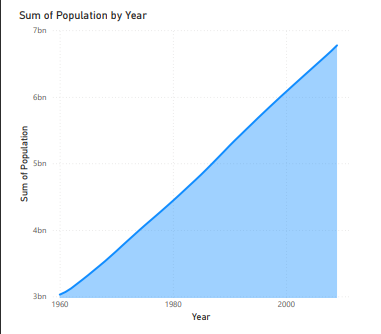 Sum of Population by Year
7bn
6bn
5bn
4bn
3bn
Sum of Population
1960 1980 2000
Year